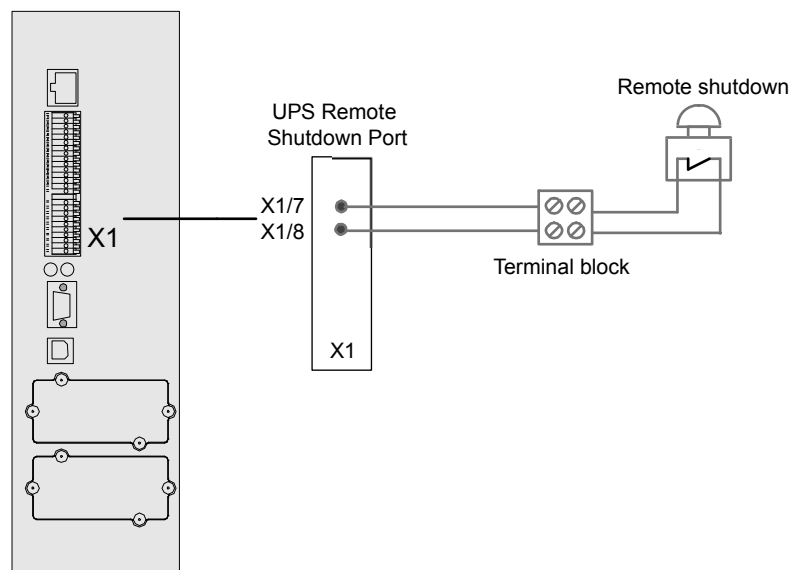 Remote shutdown
UPS Remote
Shutdown Port
X1/7
X1/8
X1
Terminal block
X1